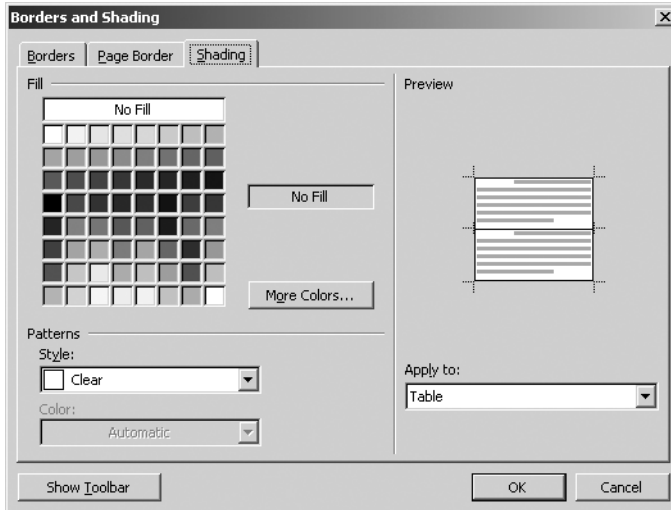 Borders and Shading
Borders
Page Border
Shading
Fill
No Fill
No Fill
More Colors...
Patterns
Style:
Clear
Color:
Automatic
Preview
Apply to:
Table
Show Toolbar
OK
Cancel